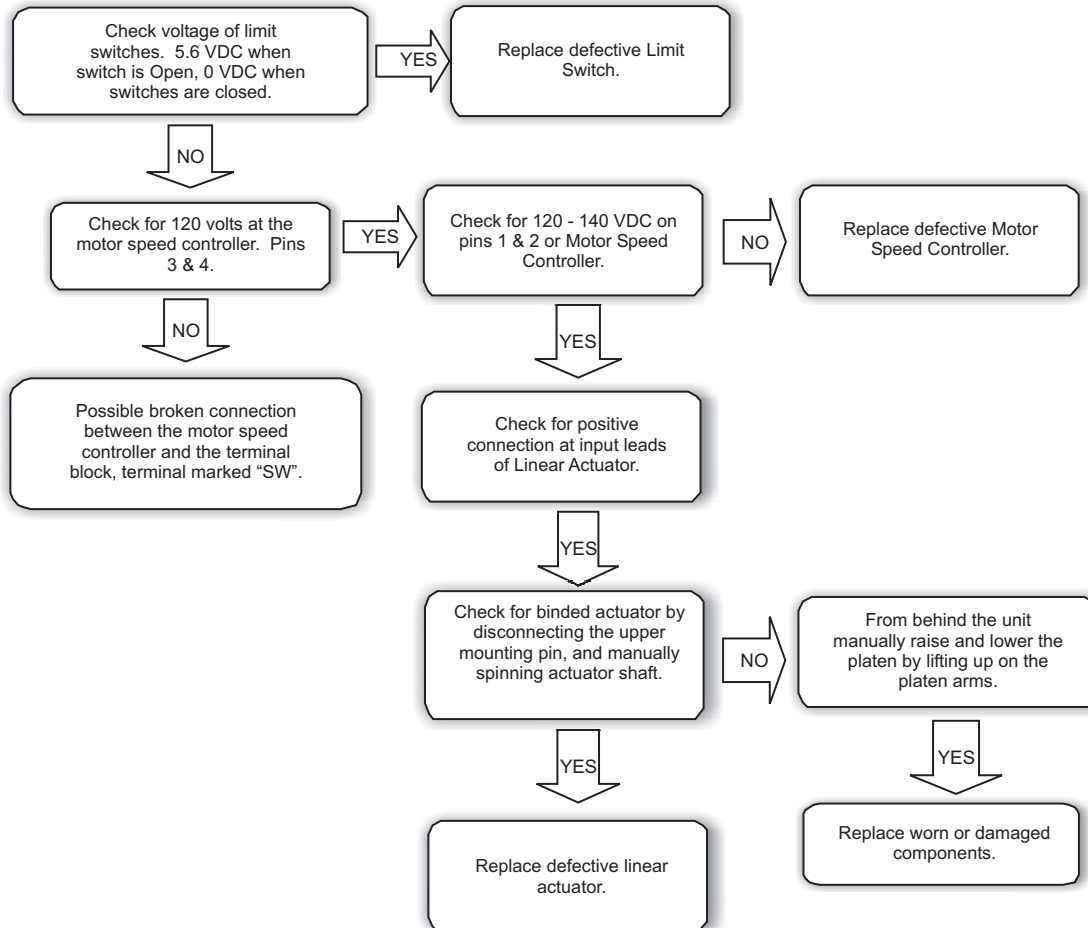 Check voltage of limit
switches.  5.6 VDC when
switch is Open, 0 VDC when
switches are closed.
YES
Replace defective Limit
Switch.
NO
Check for 120 volts at the
motor speed controller.  Pins
3 & 4.
YES
Check for 120 - 140 VDC on
pins 1 & 2 or Motor Speed
Controller.
NO
Replace defective Motor
Speed Controller.
NO
YES
Possible broken connection
between the motor speed
controller and the terminal
block, terminal marked “SW”.
Check for positive
connection at input leads
of Linear Actuator.
YES
Check for binded actuator by
disconnecting the upper
mounting pin, and manually
spinning actuator shaft.
NO
From behind the unit
manually raise and lower the
platen by lifting up on the
platen arms.
YES
YES
Replace defective linear
actuator.
Replace worn or damaged
components.